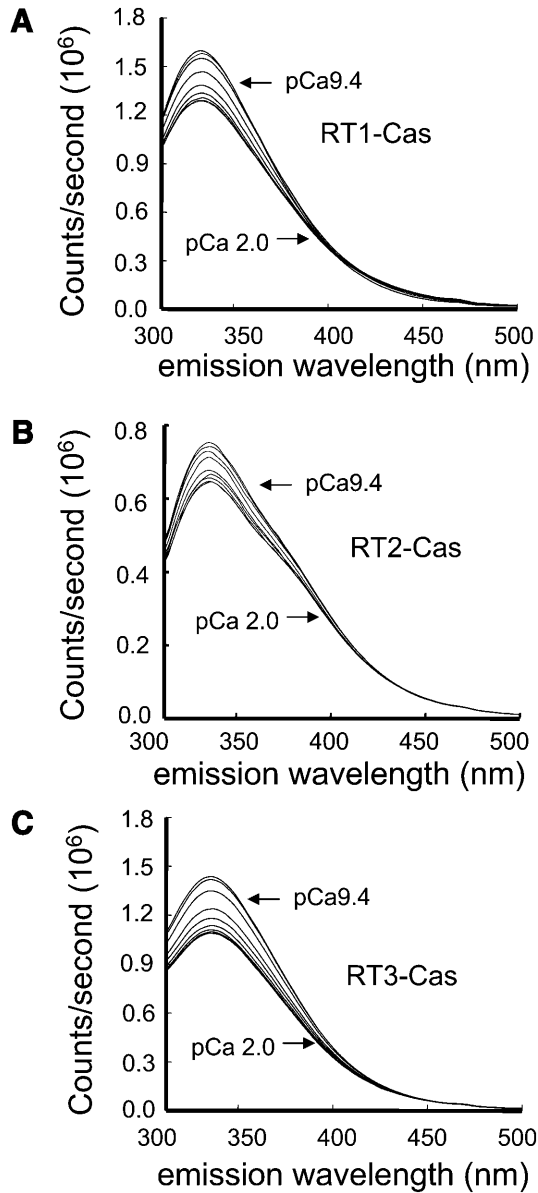 A
Counts/second (10⁶)
1.8
1.5
1.2
0.9
0.6
0.3
0.0
pCa9.4
RT1-Cas
pCa 2.0
300 350 400 450 500
emission wavelength (nm)
B
Counts/second (10⁶)
0.8
0.6
0.4
0.2
0.0
pCa9.4
RT2-Cas
pCa 2.0
300 350 400 450 500
emission wavelength (nm)
C
Counts/second (10⁶)
1.8
1.5
1.2
0.9
0.6
0.3
0.0
pCa9.4
RT3-Cas
pCa 2.0
300 350 400 450 500
emission wavelength (nm)